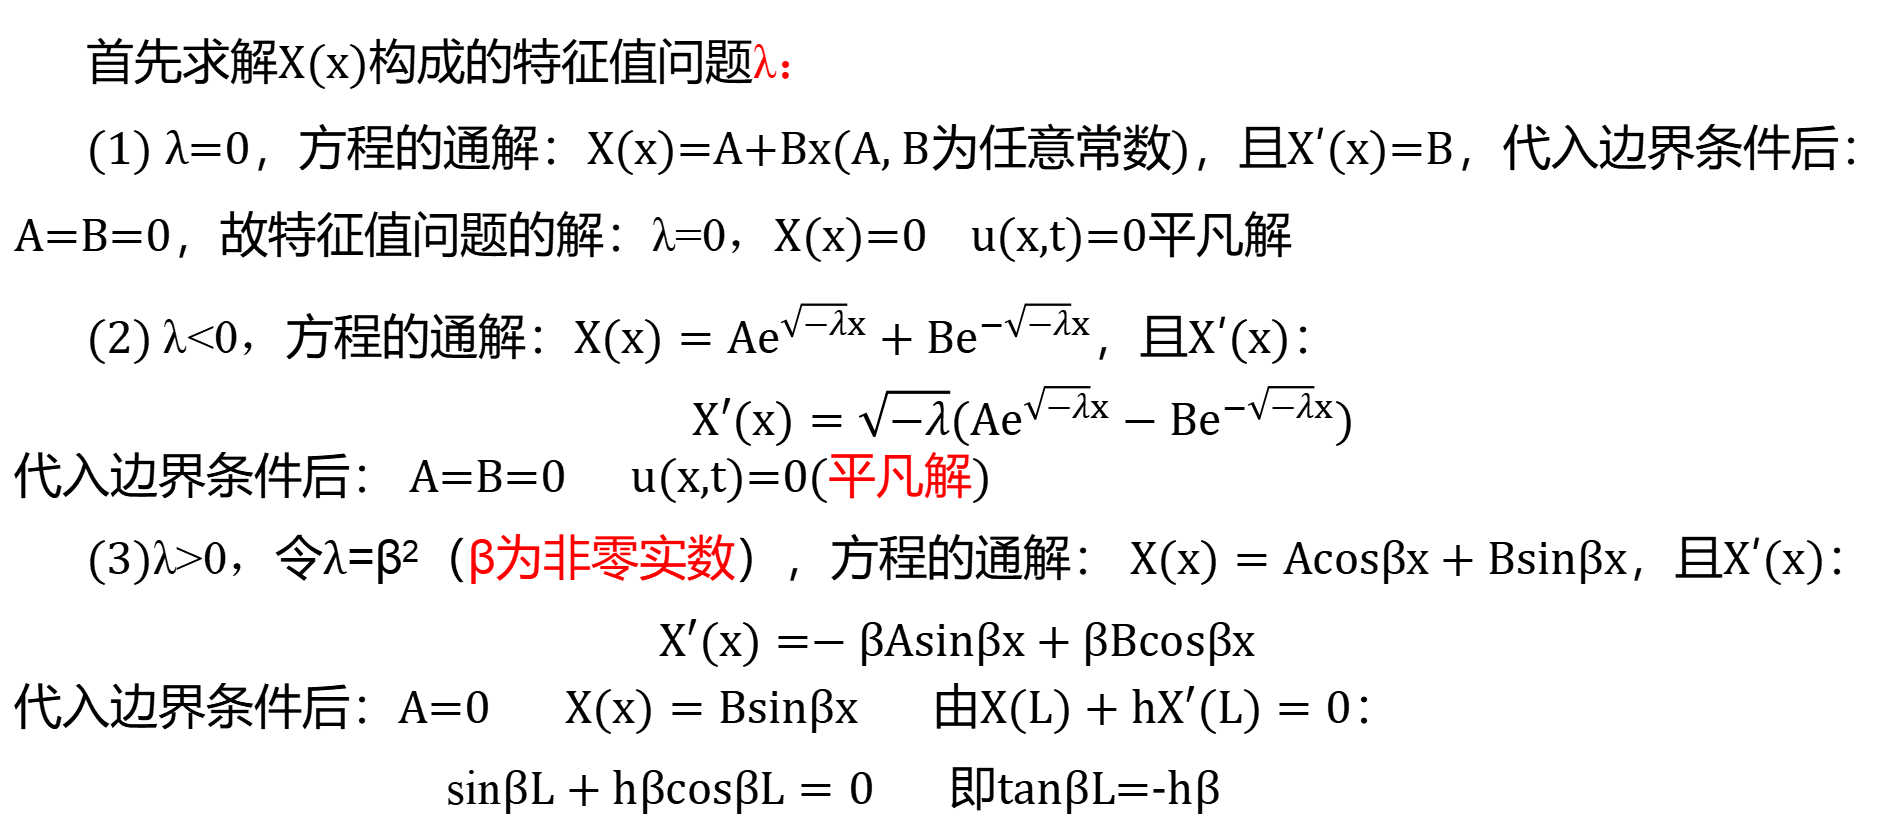 首先求解X(x)构成的特征值问题λ：
(1) λ=0，方程的通解：X(x)=A+Bx(A, B为任意常数)，且X′(x)=B，代入边界条件后：
A=B=0，故特征值问题的解：λ=0，X(x)=0 u(x,t)=0平凡解
(2) λ<0，方程的通解：X(x) = Ae^{√−λx} + Be^{−√−λx}，且X′(x)：
X′(x) = √−λ(Ae^{√−λx} − Be^{−√−λx})
代入边界条件后： A=B=0 u(x,t)=0(平凡解)
(3)λ>0，令λ=β²（β为非零实数），方程的通解： X(x) = Acosβx + Bsinβx，且X′(x)：
X′(x) =− βAsinβx + βBcosβx
代入边界条件后：A=0 X(x) = Bsinβx 由X(L) + hX′(L) = 0：
sinβL + hβcosβL = 0 即tanβL=-hβ